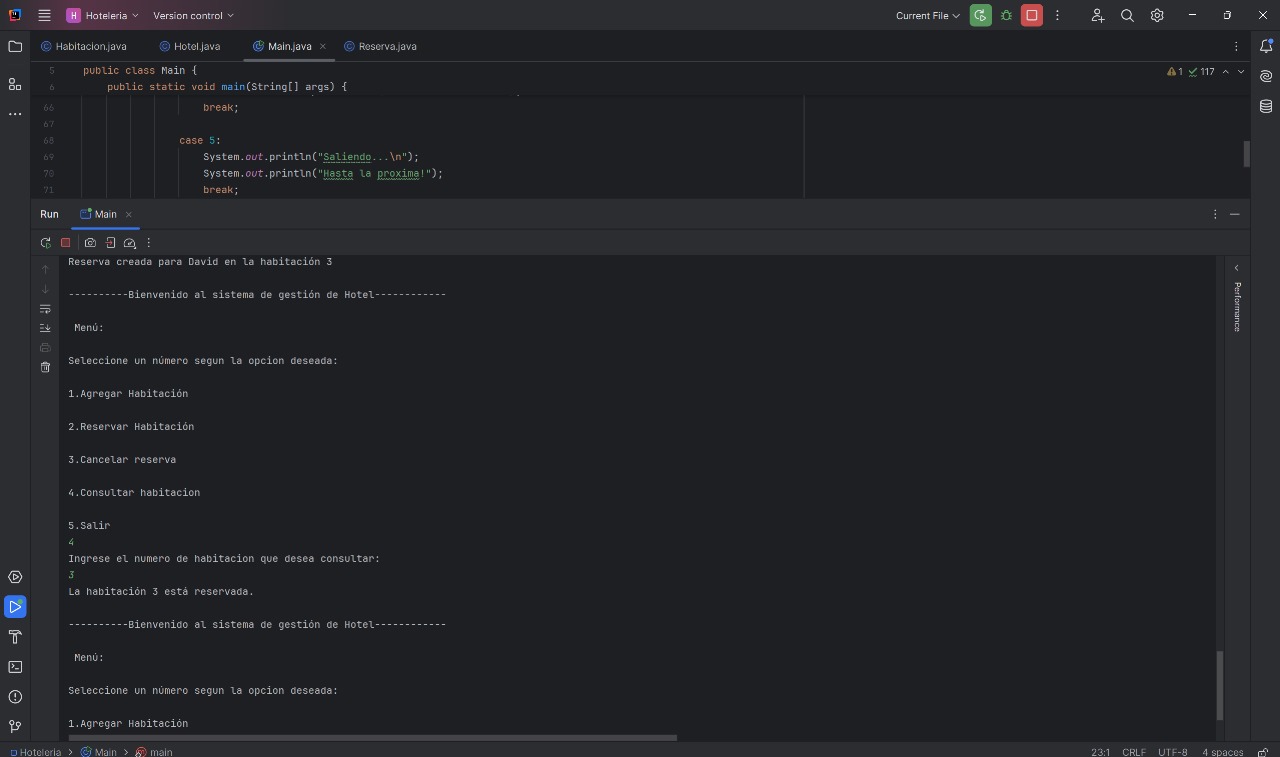 H Hoteleria Version control Current File
Habitacion.java Hotel.java Main.java Reserva.java
5 public class Main { 1 117
6 public static void main(String[] args) {
66 break;
67
68 case 5:
69 System.out.println("Saliendo...\n");
70 System.out.println("Hasta la proxima!");
71 break;
Run Main
Reserva creada para David en la habitación 3
----------Bienvenido al sistema de gestión de Hotel------------
Menú:
Seleccione un número segun la opcion deseada:
1.Agregar Habitación
2.Reservar Habitación
3.Cancelar reserva
4.Consultar habitacion
5.Salir
4
Ingrese el numero de habitacion que desea consultar:
3
La habitación 3 está reservada.
----------Bienvenido al sistema de gestión de Hotel------------
Menú:
Seleccione un número segun la opcion deseada:
1.Agregar Habitación
Performance
Hoteleria > Main > main 23:1 CRLF UTF-8 4 spaces